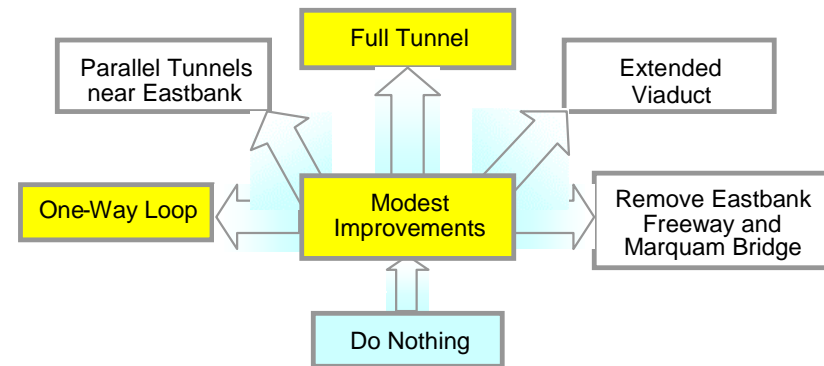 Full Tunnel
Parallel Tunnels
near Eastbank
Extended
Viaduct
One-Way Loop
Modest
Improvements
Remove Eastbank
Freeway and
Marquam Bridge
Do Nothing